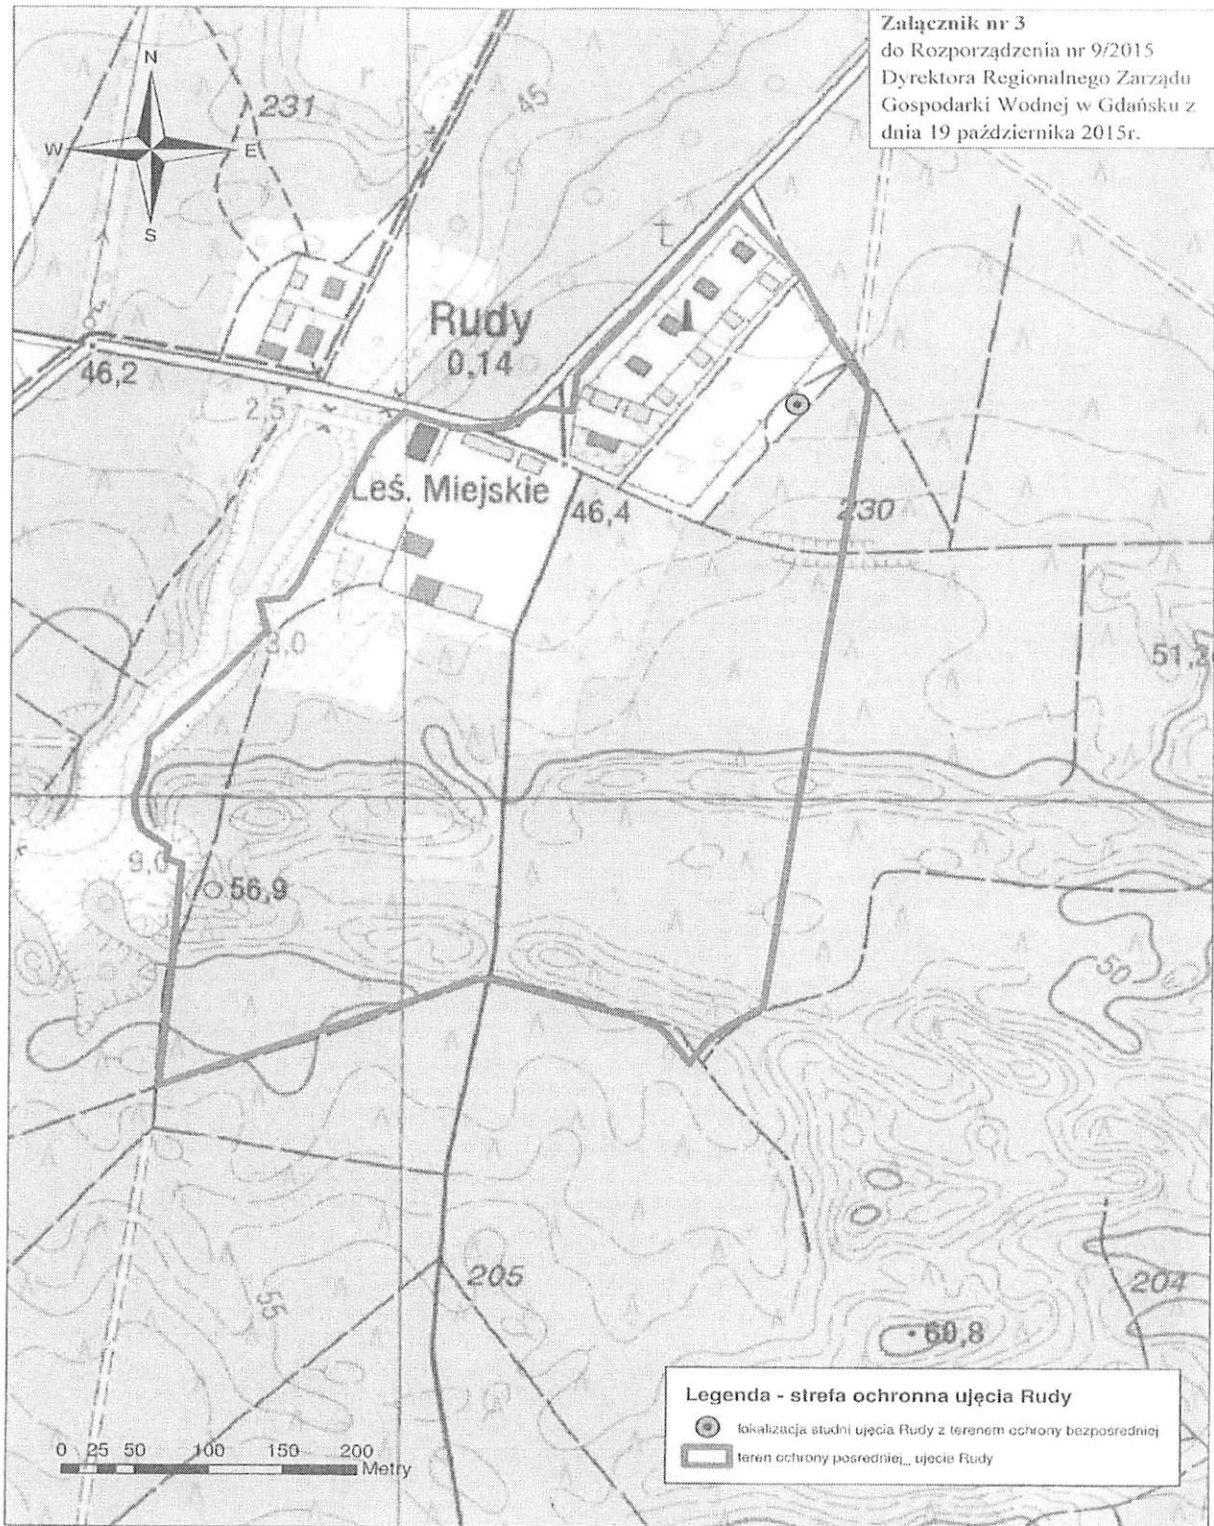 Załącznik nr 3
do Rozporządzenia nr 9/2015
Dyrektora Regionalnego Zarządu
Gospodarki Wodnej w Gdańsku z
dnia 19 października 2015r.
N
W E
S
231
45
r r
t
Rudy
0,14
46,2
2,5
Leś. Miejskie
46,4
230
3,0
51,2
9,0
56,9
50
205
204
55
60,8
Legenda - strefa ochronna ujęcia Rudy
lokalizacja studni ujęcia Rudy z terenem ochrony bezpośredniej
teren ochrony pośredniej_ ujęcie Rudy
0 25 50 100 150 200
Metry